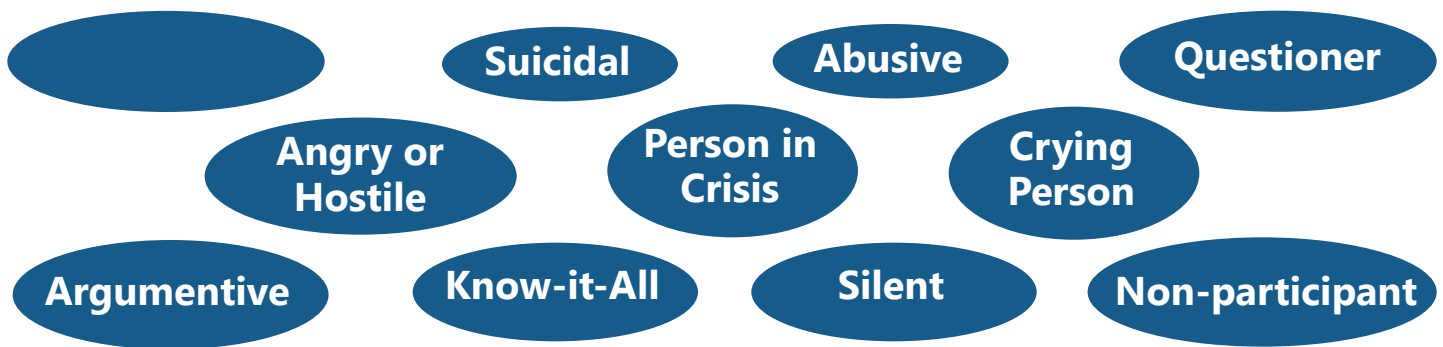 Suicidal
Abusive
Questioner
Angry or
Hostile
Person in
Crisis
Crying
Person
Argumentive
Know-it-All
Silent
Non-participant